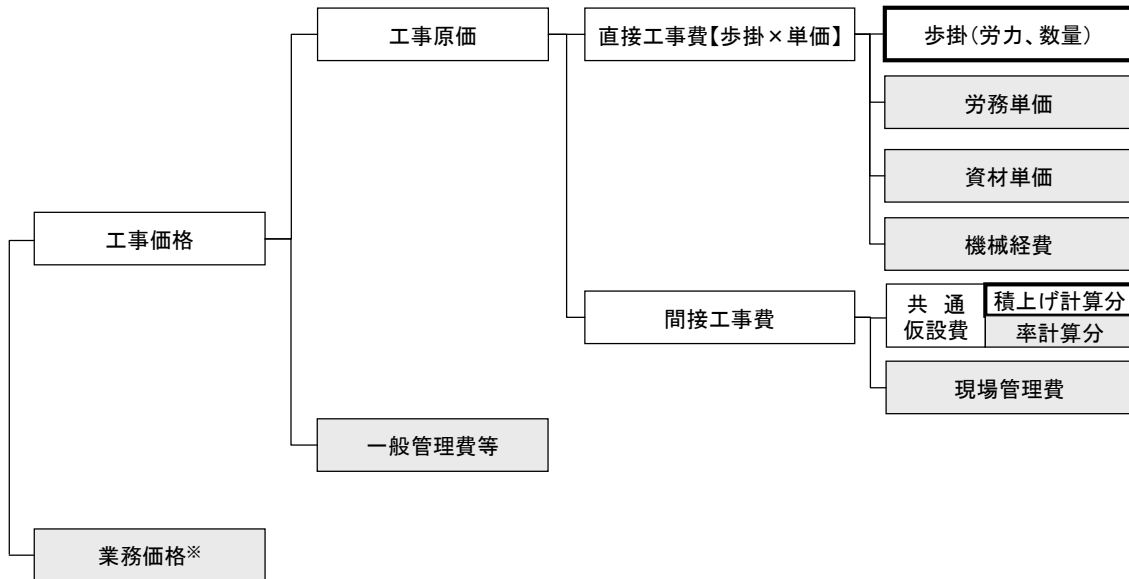 工事原価
直接工事費【歩掛×単価】
歩掛(労力、数量)
労務単価
資材単価
工事価格
機械経費
間接工事費
共 通
仮設費
積上げ計算分
率計算分
現場管理費
一般管理費等
業務価格※